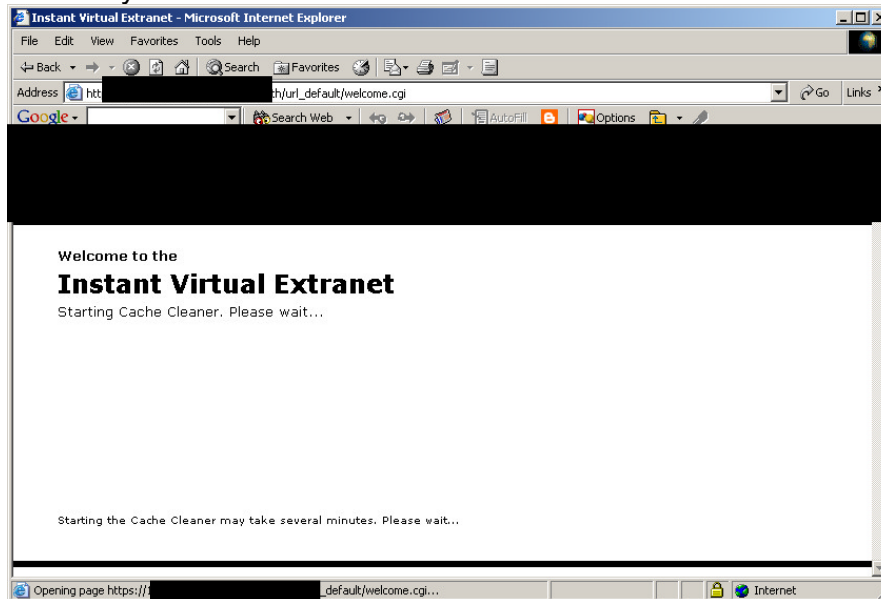 Instant Virtual Extranet - Microsoft Internet Explorer
File Edit View Favorites Tools Help
Back Search Favorites
Address htt th/url_default/welcome.cgi Go Links
Google Search Web AutoFill Options
Welcome to the
Instant Virtual Extranet
Starting Cache Cleaner. Please wait...
Starting the Cache Cleaner may take several minutes. Please wait...
Opening page https:// _default/welcome.cgi... Internet